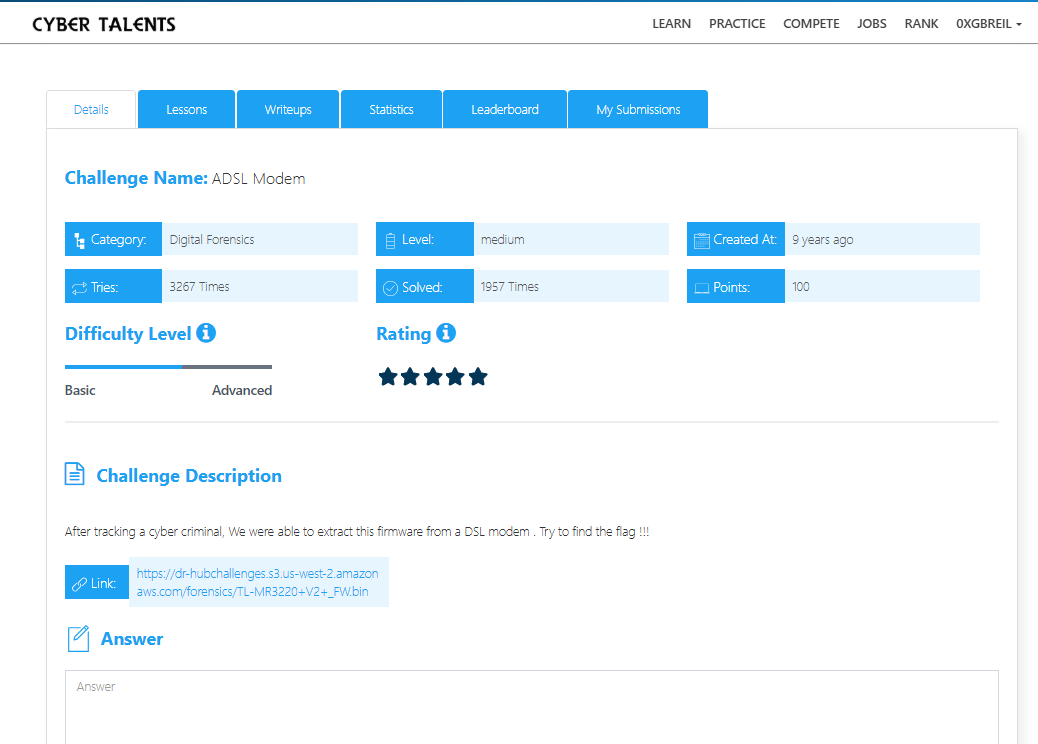 CYBER TALENTS
LEARN PRACTICE COMPETE JOBS RANK 0XGBREIL
Details Lessons Writeups Statistics Leaderboard My Submissions
Challenge Name: ADSL Modem
Category: Digital Forensics Level: medium Created At: 9 years ago
Tries: 3267 Times Solved: 1957 Times Points: 100
Difficulty Level Rating
Basic Advanced
Challenge Description
After tracking a cyber criminal, We were able to extract this firmware from a DSL modem . Try to find the flag !!!
Link: https://dr-hubchallenges.s3.us-west-2.amazon
aws.com/forensics/TL-MR3220+V2+_FW.bin
Answer
Answer